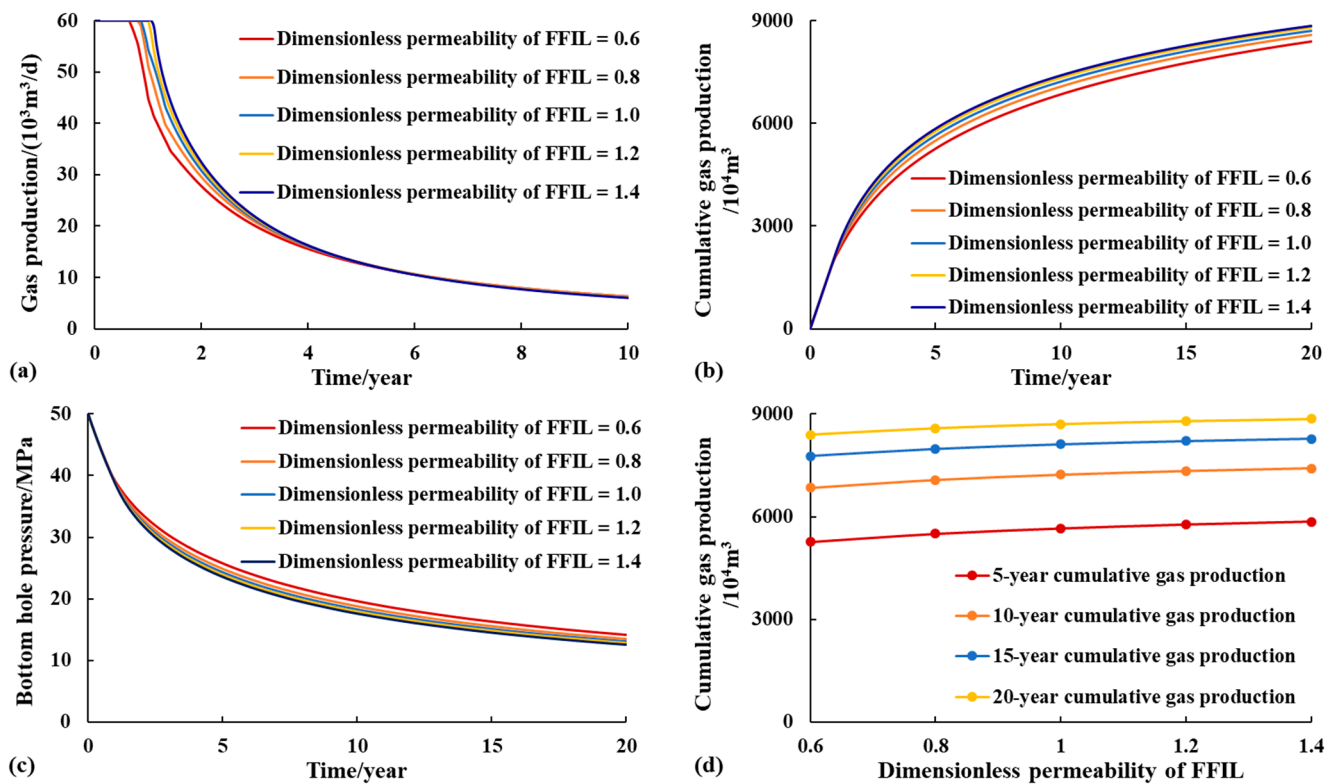 60
50
40
30
20
10
0
Gas production/(10³m³/d)
Dimensionless permeability of FFIL = 0.6
Dimensionless permeability of FFIL = 0.8
Dimensionless permeability of FFIL = 1.0
Dimensionless permeability of FFIL = 1.2
Dimensionless permeability of FFIL = 1.4
0 2 4 6 8 10
(a)
Time/year
9000
6000
3000
0
Cumulative gas production
/10⁴m³
Dimensionless permeability of FFIL = 0.6
Dimensionless permeability of FFIL = 0.8
Dimensionless permeability of FFIL = 1.0
Dimensionless permeability of FFIL = 1.2
Dimensionless permeability of FFIL = 1.4
0 5 10 15 20
(b)
Time/year
50
40
30
20
10
0
Bottom hole pressure/MPa
Dimensionless permeability of FFIL = 0.6
Dimensionless permeability of FFIL = 0.8
Dimensionless permeability of FFIL = 1.0
Dimensionless permeability of FFIL = 1.2
Dimensionless permeability of FFIL = 1.4
0 5 10 15 20
(c)
Time/year
9000
6000
3000
0
Cumulative gas production
/10⁴m³
5-year cumulative gas production
10-year cumulative gas production
15-year cumulative gas production
20-year cumulative gas production
0.6 0.8 1 1.2 1.4
(d)
Dimensionless permeability of FFIL